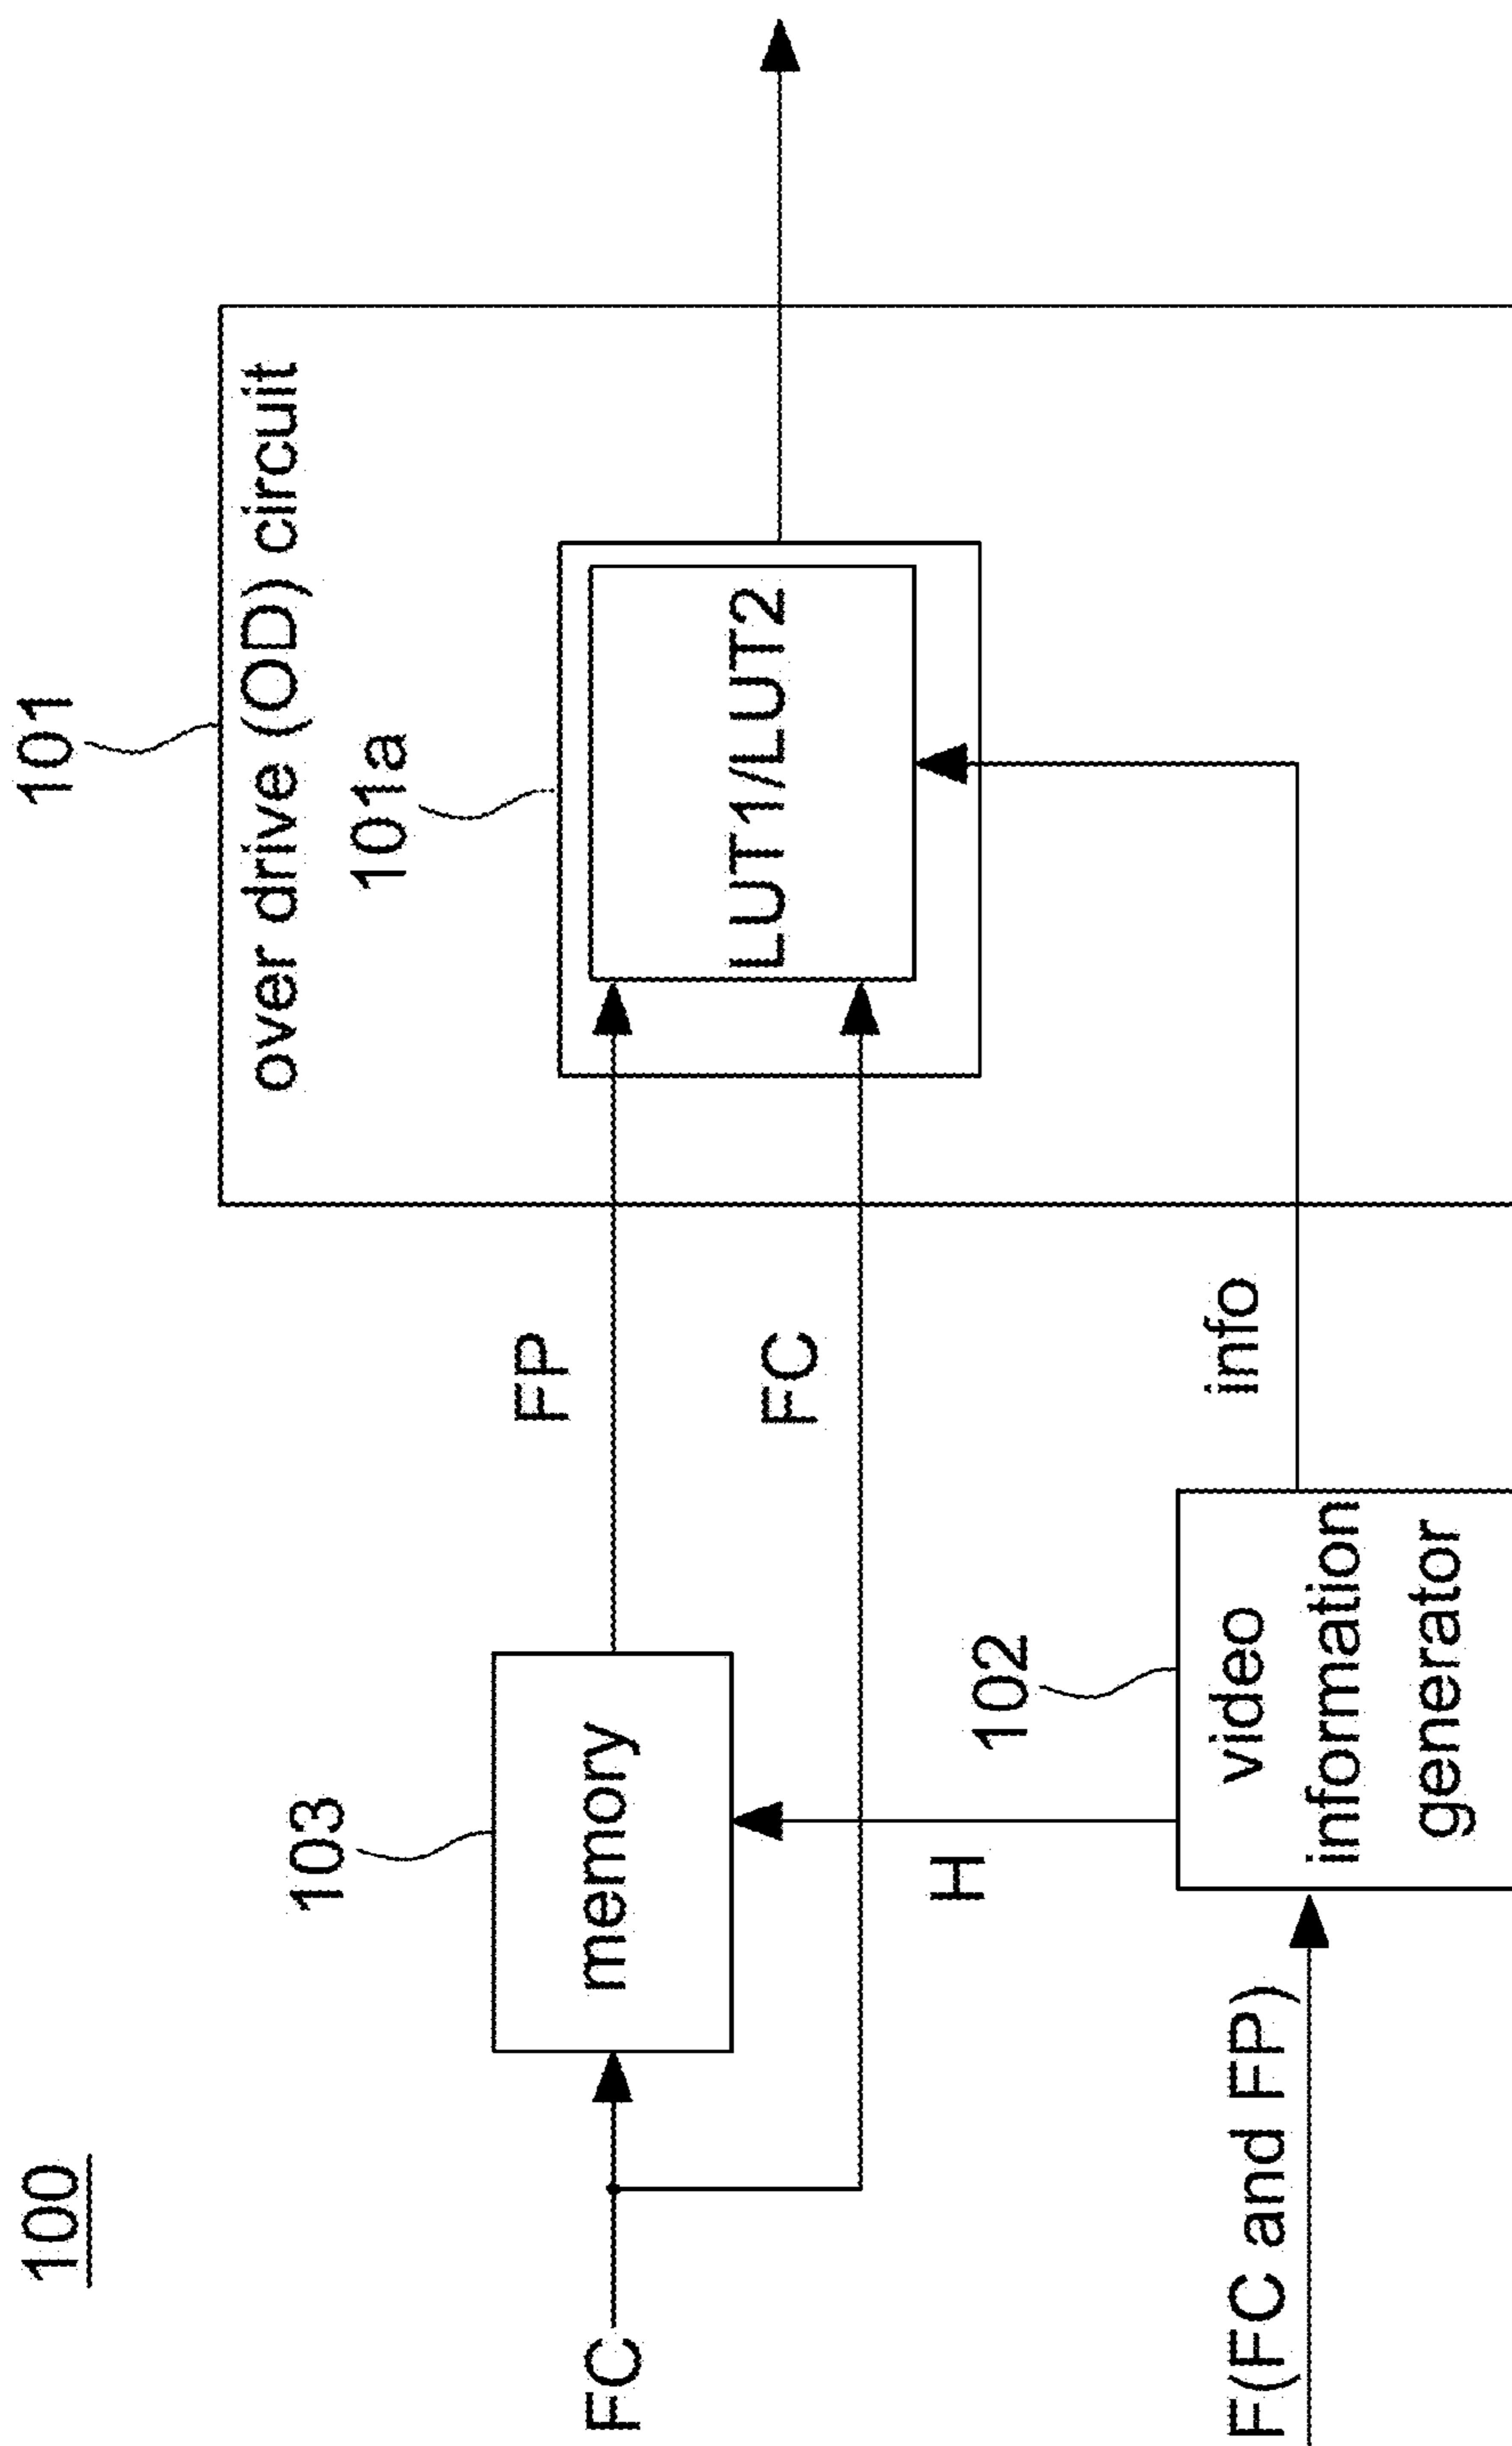 100
101
over drive (OD) circuit
101a
LUT1/LUT2
103
memory
FC
FP
FC
H
102
video
information
generator
info
F(FC and FP)